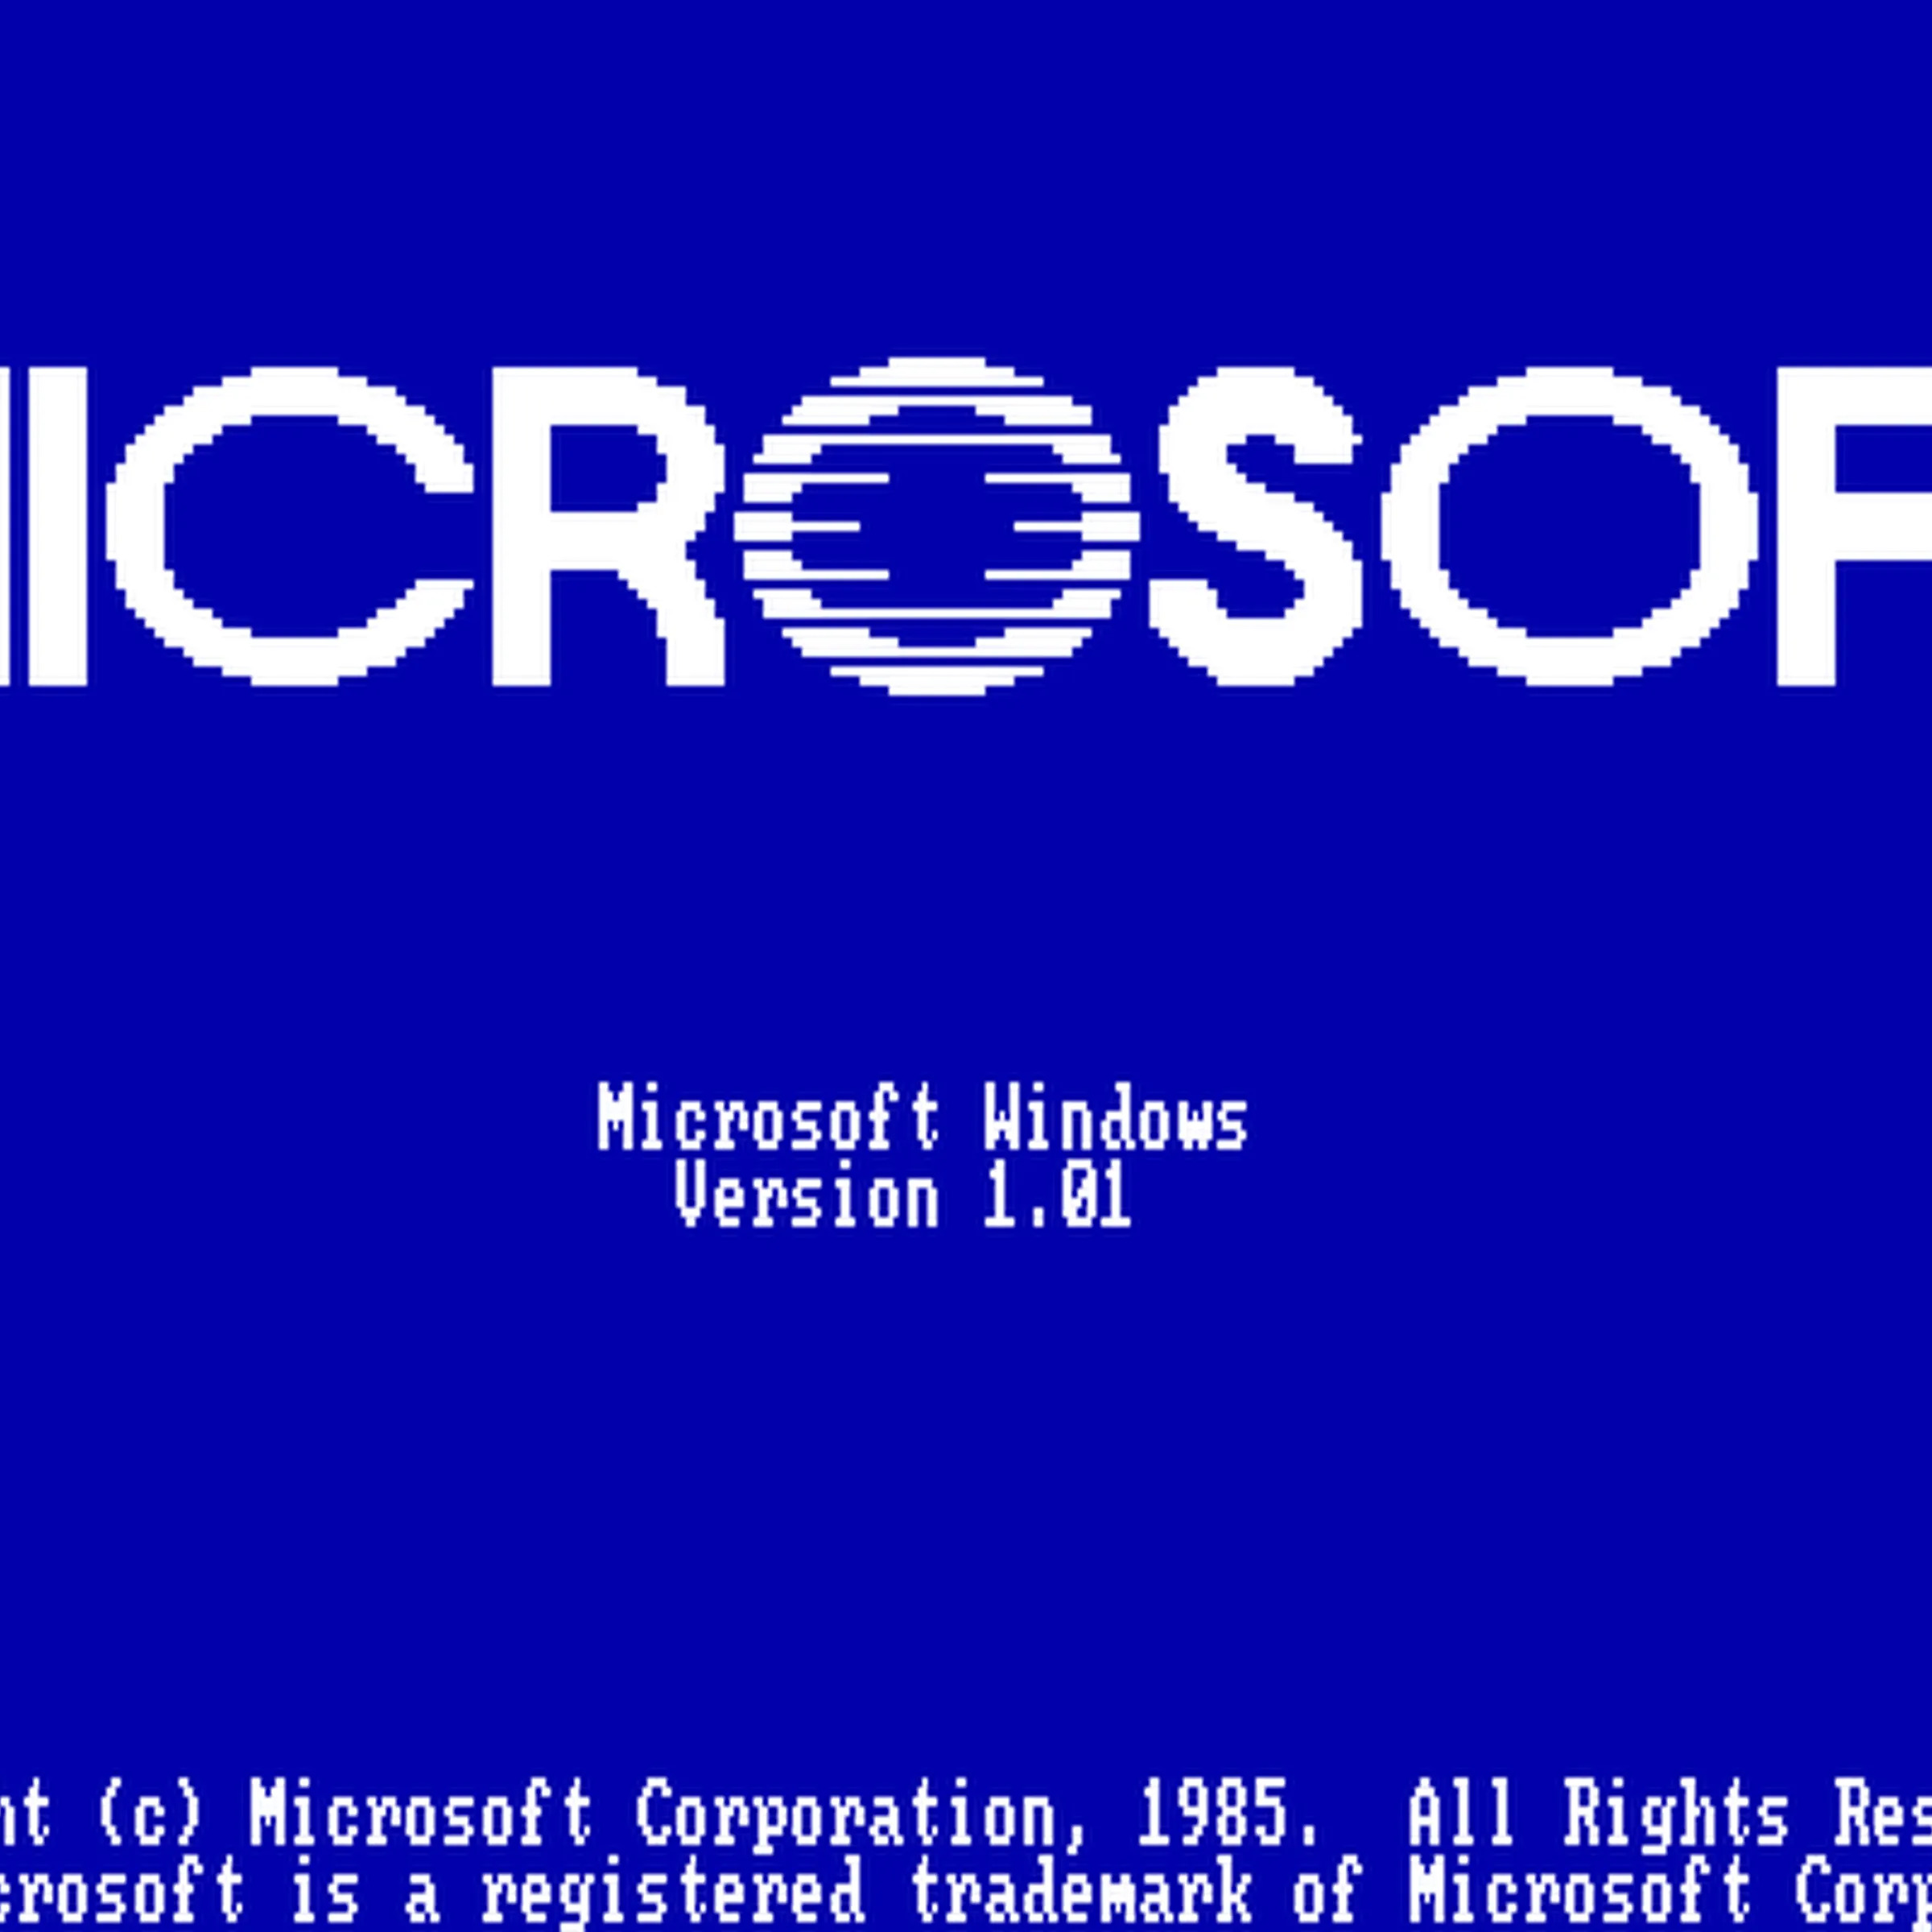 ICROSOF
Microsoft Windows
Version 1.01
nt (c) Microsoft Corporation, 1985.  All Rights Res
crosoft is a registered trademark of Microsoft Corp